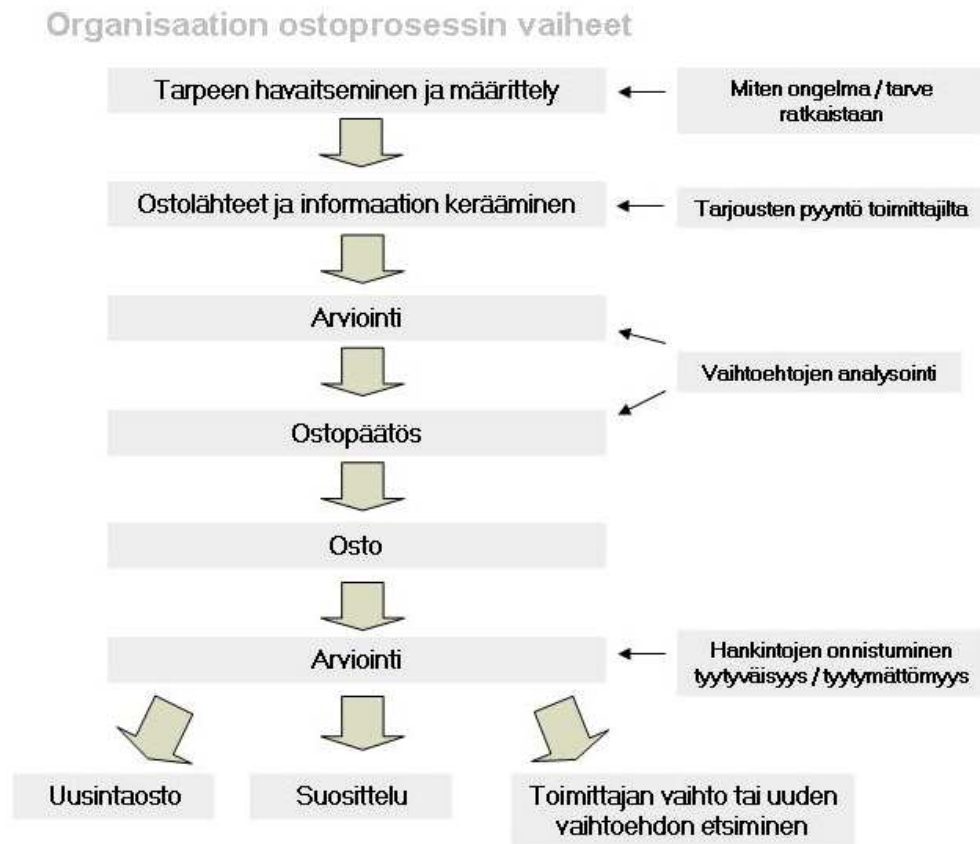 Organisaation ostoprosessin vaiheet
Tarpeen havaitseminen ja määrittely
Miten ongelma / tarve
ratkaistaan
Ostolähteet ja informaation kerääminen
Tarjousten pyyntö toimittajilta
Arviointi
Vaihtoehtojen analysointi
Ostopäätös
Osto
Arviointi
Hankintojen onnistuminen
tyytyväisyys / tyytymättömyys
Uusintaosto
Suosittelu
Toimittajan vaihto tai uuden
vaihtoehdon etsiminen